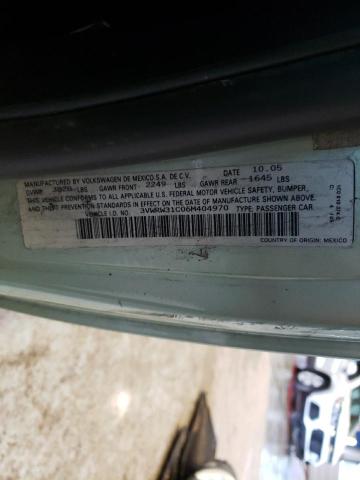 MANUFACTURED BY VOLKSWAGEN DE MEXICO S.A. DE C.V. DATE 10.05
GVWR LBS GAWR FRONT 2249 LBS GAWR REAR 1645 LBS
THIS VEHICLE CONFORMS TO ALL APPLICABLE U.S. FEDERAL MOTOR VEHICLE SAFETY, BUMPER,
AND THEFT PREVENTION STANDARDS IN EFFECT ON THE DATE OF MANUFACTURE SHOWN ABOVE.
VEHICLE I.D. NO.: 3VWRW31C06M404970 TYPE: PASSENGER CAR
COUNTRY OF ORIGIN: MEXICO